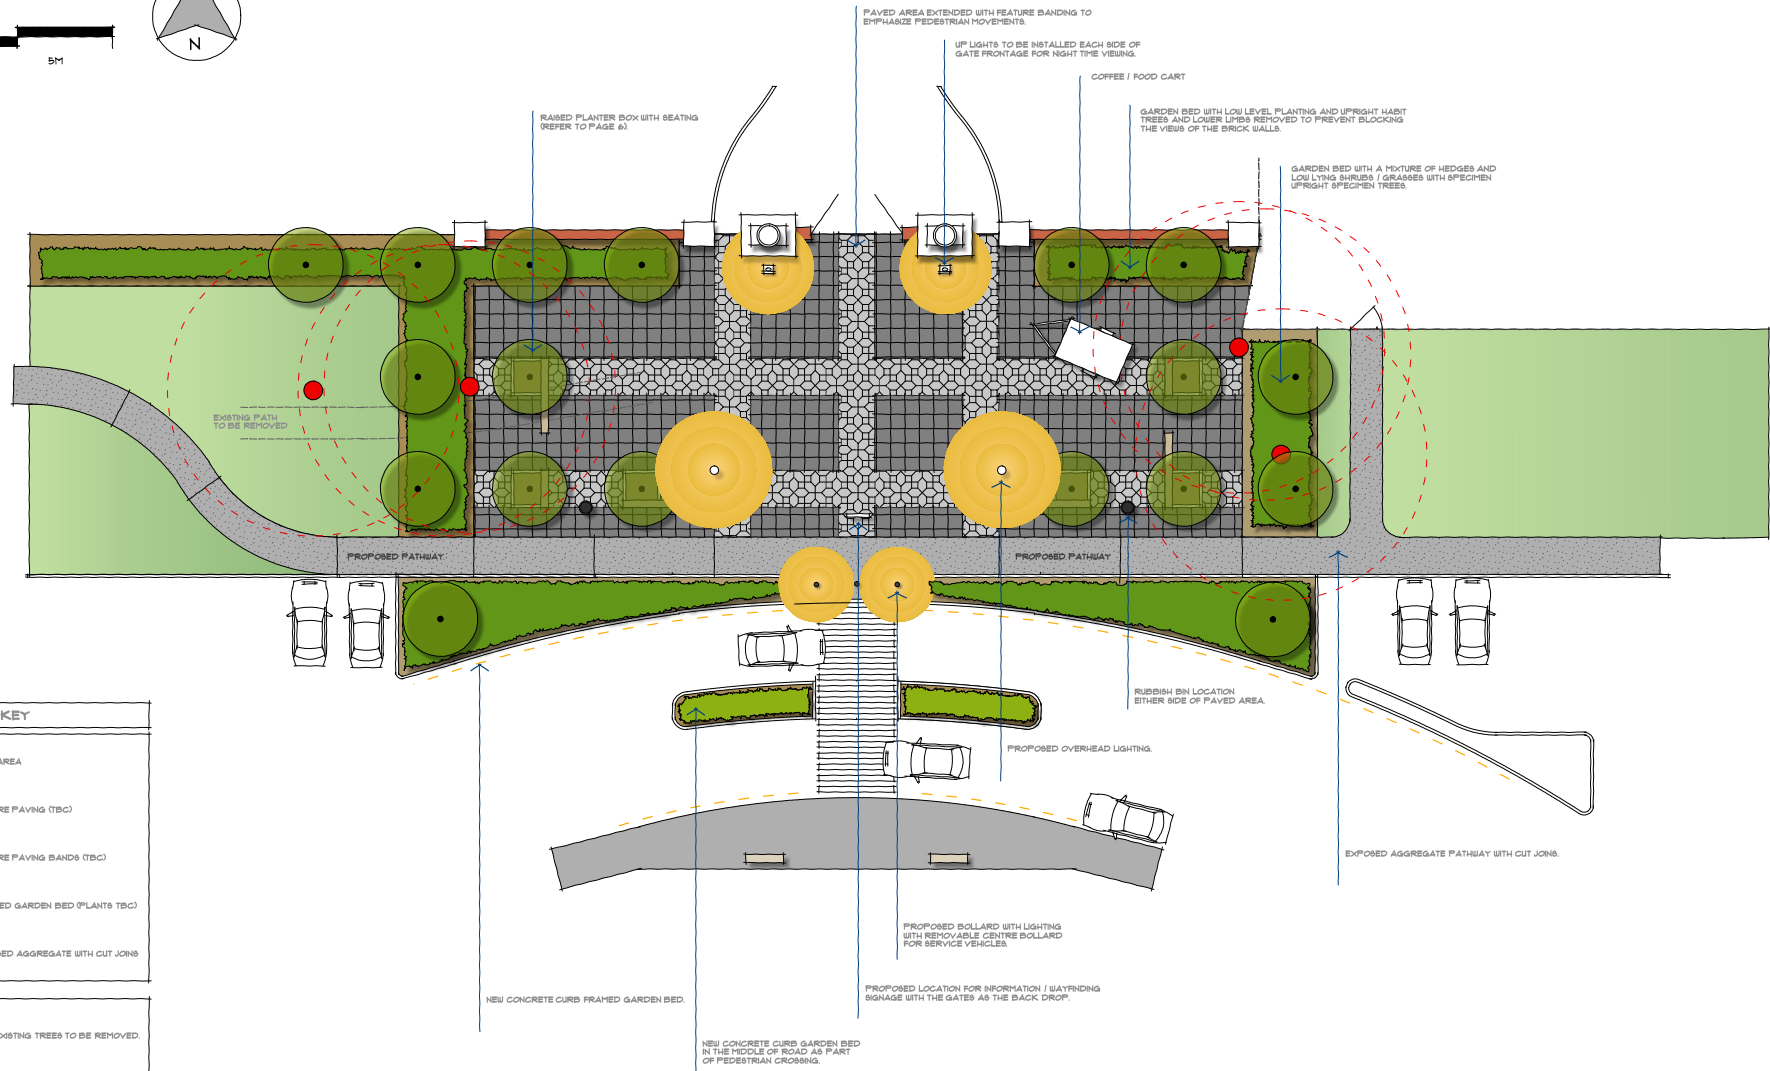 5M
N
PAVED AREA EXTENDED WITH FEATURE BANDING TO
EMPHASIZE PEDESTRIAN MOVEMENTS.
UP LIGHTS TO BE INSTALLED EACH SIDE OF
GATE FRONTAGE FOR NIGHT TIME VIEWING.
COFFEE / FOOD CART
RAISED PLANTER BOX WITH SEATING
(REFER TO PAGE 6).
GARDEN BED WITH LOW LEVEL PLANTING AND UPRIGHT HABIT
TREES AND LOWER LIMBS REMOVED TO PREVENT BLOCKING
THE VIEWS OF THE BRICK WALLS.
GARDEN BED WITH A MIXTURE OF HEDGES AND
LOW LYING SHRUBS / GRASSES WITH SPECIMEN
UPRIGHT SPECIMEN TREES.
EXISTING PATH
TO BE REMOVED
PROPOSED PATHWAY
PROPOSED PATHWAY
RUBBISH BIN LOCATION
EITHER SIDE OF PAVED AREA.
PROPOSED OVERHEAD LIGHTING.
EXPOSED AGGREGATE PATHWAY WITH CUT JOINS.
PROPOSED BOLLARD WITH LIGHTING
WITH REMOVABLE CENTRE BOLLARD
FOR SERVICE VEHICLES.
PROPOSED LOCATION FOR INFORMATION / WAYFINDING
SIGNAGE WITH THE GATES AS THE BACK DROP.
NEW CONCRETE CURB FRAMED GARDEN BED.
NEW CONCRETE CURB GARDEN BED
IN THE MIDDLE OF ROAD AS PART
OF PEDESTRIAN CROSSING.
KEY
AREA
RE PAVING (TBC)
RE PAVING BANDS (TBC)
ED GARDEN BED (PLANTS TBC)
SED AGGREGATE WITH CUT JOINS
XISTING TREES TO BE REMOVED.